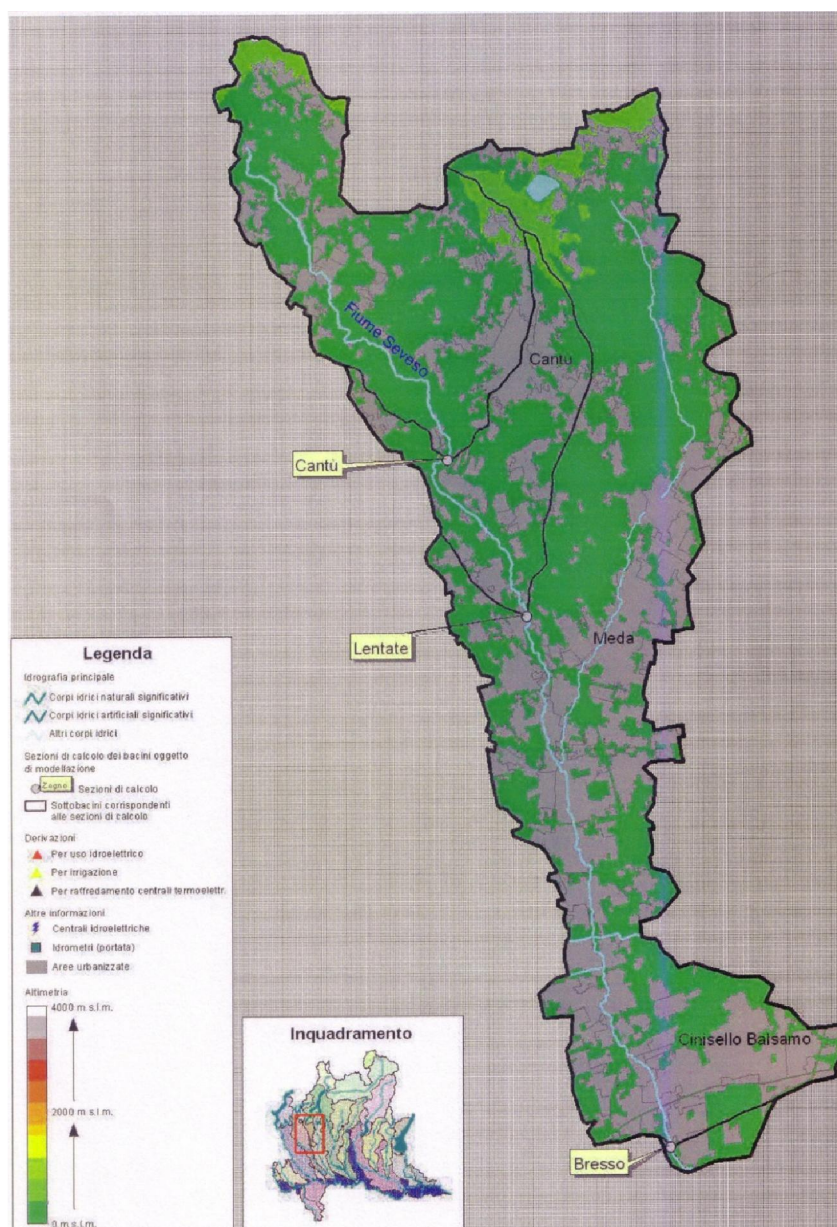 Fiume Seveso
Cantù
Cantù
Lentate
Meda
Cinisello Balsamo
Bresso
Legenda
Idrografia principale
Corpi idrici naturali significativi
Corpi idrici artificiali significativi
Altri corpi idrici
Sezioni di calcolo dei bacini oggetto
di modellazione
Zogno
Sezioni di calcolo
Sottobacini corrispondenti
alle sezioni di calcolo
Derivazioni
Per uso idroelettrico
Per irrigazione
Per raffredamento centrali termoelettr.
Altre informazioni
Centrali idroelettriche
Idrometri (portata)
Aree urbanizzate
Altimetria
4000 m s.l.m.
2000 m s.l.m.
0 m s.l.m.
Inquadramento